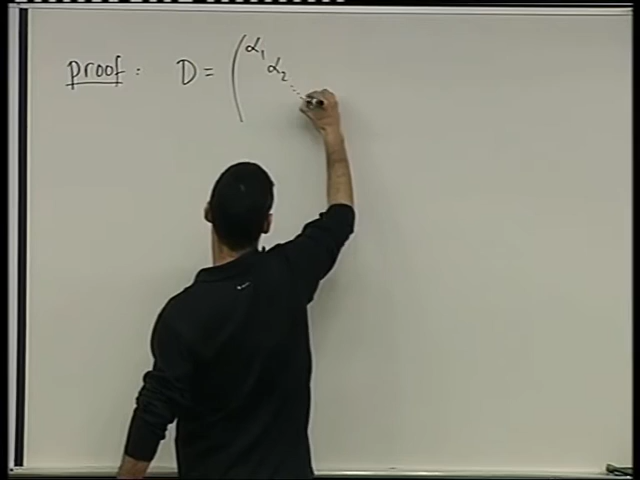 proof : D = ( α₁ α₂ ...